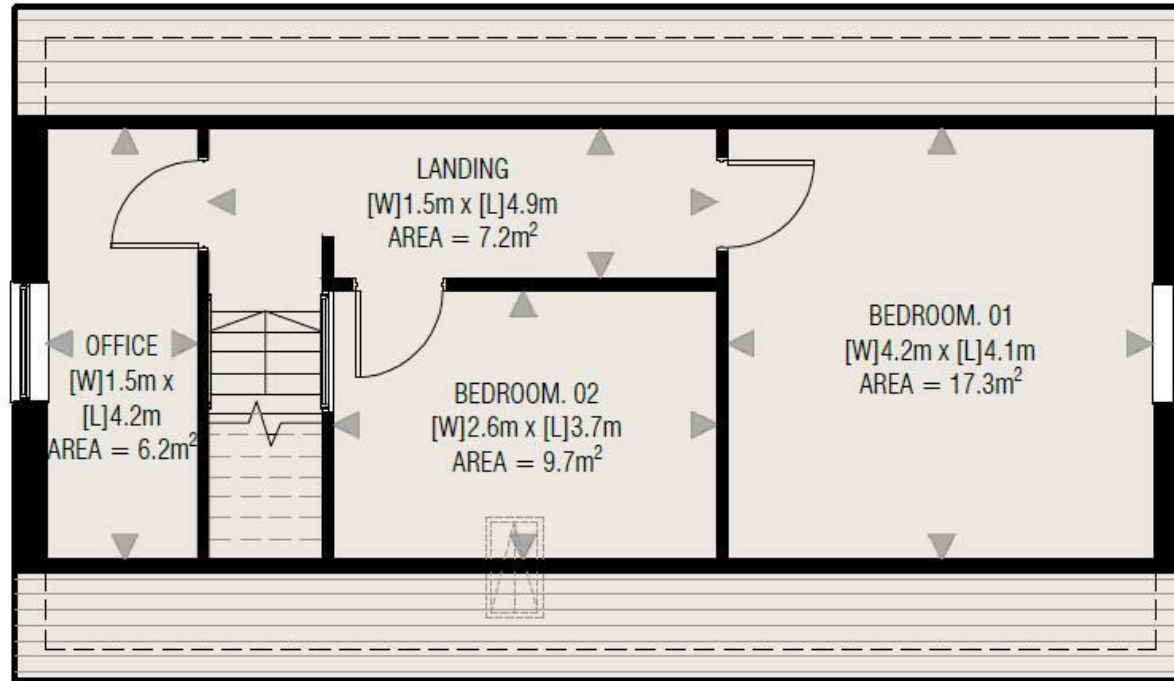 LANDING
[W]1.5m x [L]4.9m
AREA = 7.2m²
OFFICE
[W]1.5m x
[L]4.2m
AREA = 6.2m²
BEDROOM. 02
[W]2.6m x [L]3.7m
AREA = 9.7m²
BEDROOM. 01
[W]4.2m x [L]4.1m
AREA = 17.3m²